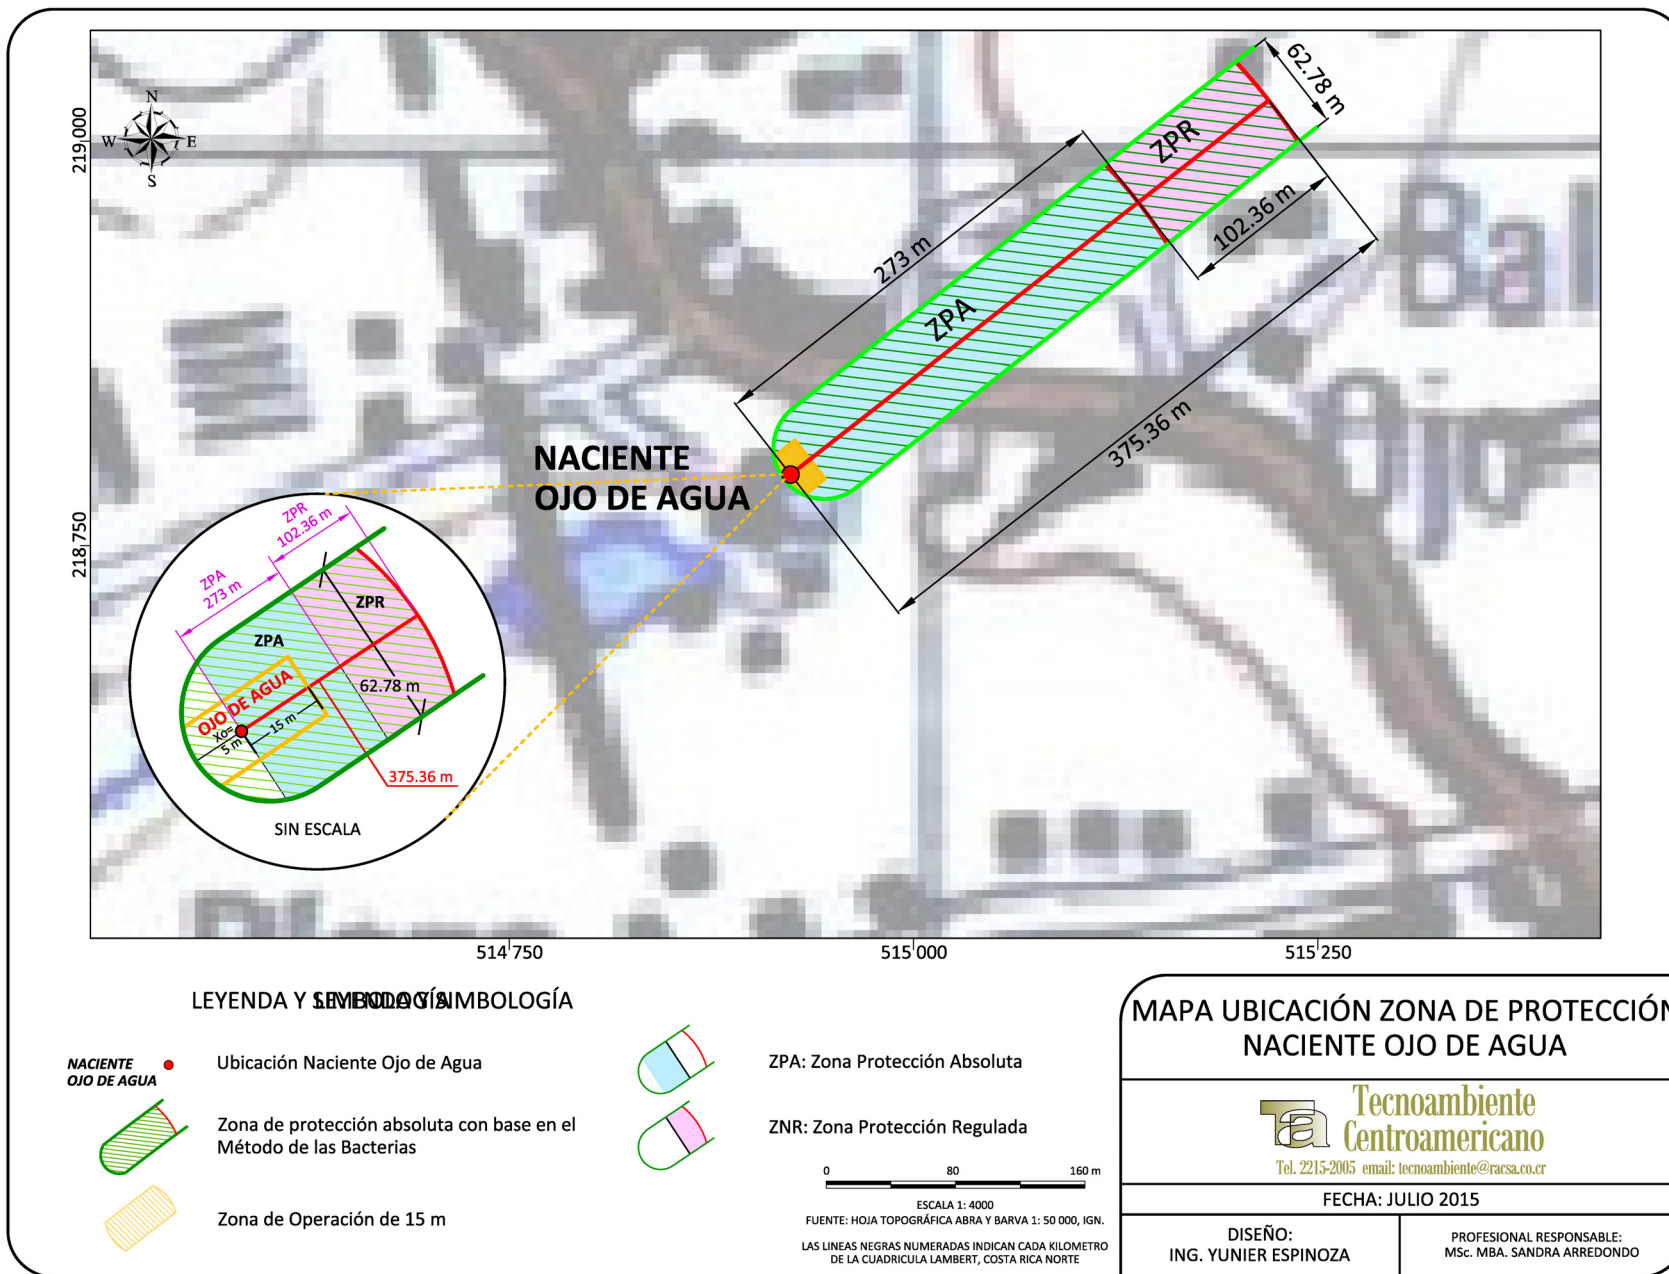 N
W E
S
219'000
218'750
62.78 m
ZPR
102.36 m
273 m
ZPA
375.36 m
NACIENTE
OJO DE AGUA
ZPR
102.36 m
ZPA
273 m
ZPR
ZPA
62.78 m
OJO DE AGUA
Xo=
5 m
15 m
375.36 m
SIN ESCALA
514'750
515'000
515'250
LEYENDA Y SIMBOLOGÍA
LEYENDA Y SIMBOLOGÍA
NACIENTE
OJO DE AGUA
Ubicación Naciente Ojo de Agua
Zona de protección absoluta con base en el
Método de las Bacterias
Zona de Operación de 15 m
ZPA: Zona Protección Absoluta
ZNR: Zona Protección Regulada
0 80 160 m
ESCALA 1: 4000
FUENTE: HOJA TOPOGRÁFICA ABRA Y BARVA 1: 50 000, IGN.
LAS LINEAS NEGRAS NUMERADAS INDICAN CADA KILOMETRO
DE LA CUADRICULA LAMBERT, COSTA RICA NORTE
MAPA UBICACIÓN ZONA DE PROTECCIÓN
NACIENTE OJO DE AGUA
Ta
Tecnoambiente
Centroamericano
Tel. 2215-2005 email: tecnoambiente@racsa.co.cr
FECHA: JULIO 2015
DISEÑO:
ING. YUNIER ESPINOZA
PROFESIONAL RESPONSABLE:
MSc. MBA. SANDRA ARREDONDO